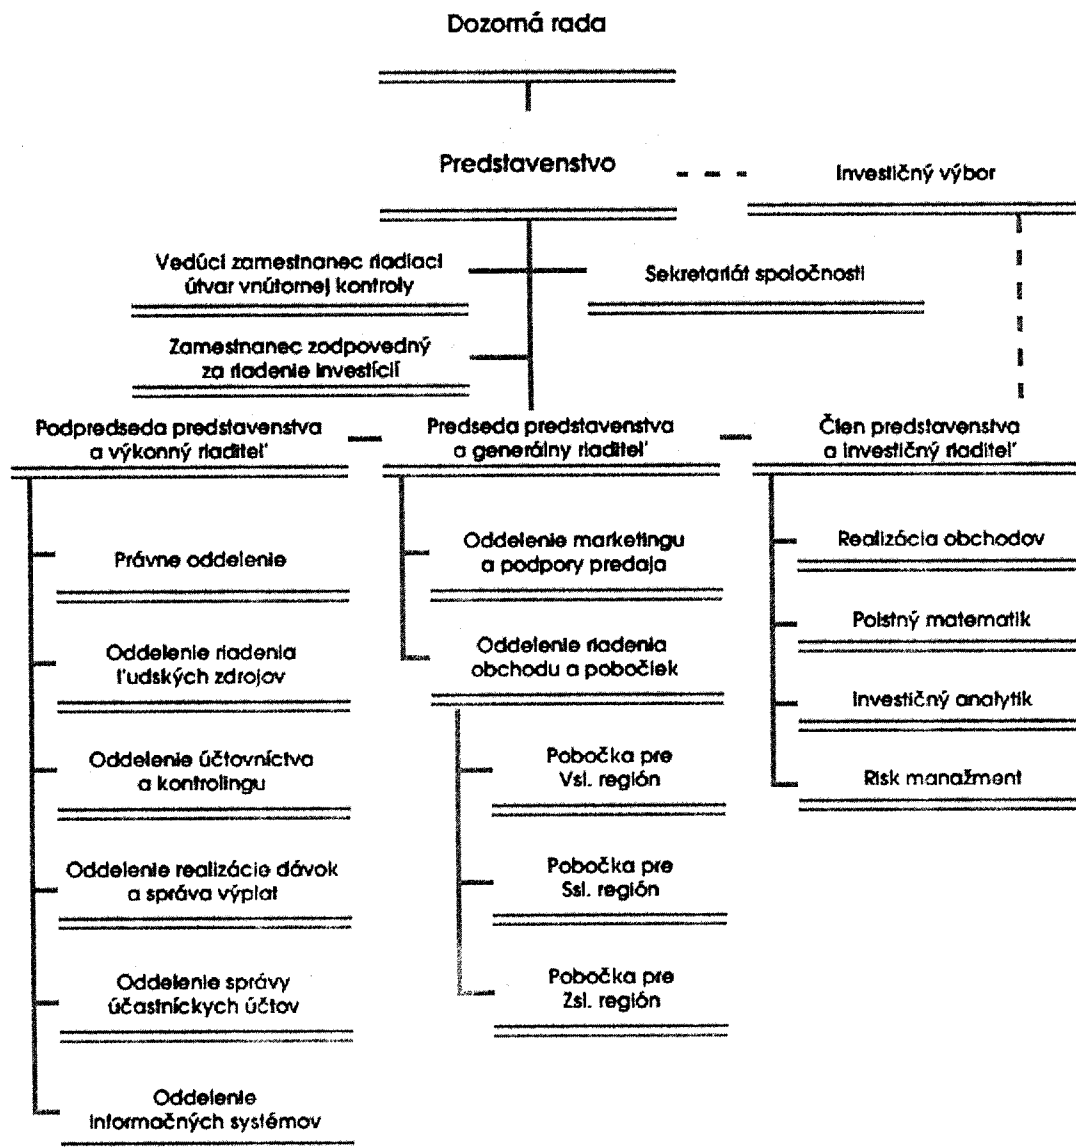 Dozorná rada
Predstavenstvo
Investičný výbor
Vedúci zamestnanec riadiaci
útvar vnútornej kontroly
Sekretariát spoločnosti
Zamestnanec zodpovedný
za riadenie investícií
Podpredseda predstavenstva
a výkonný riaditeľ
Predseda predstavenstva
a generálny riaditeľ
Člen predstavenstva
a investičný riaditeľ
Právne oddelenie
Oddelenie riadenia
ľudských zdrojov
Oddelenie účtovníctva
a kontrolingu
Oddelenie realizácie dávok
a správa výplat
Oddelenie správy
účastníckych účtov
Oddelenie
informačných systémov
Oddelenie marketingu
a podpory predaja
Oddelenie riadenia
obchodu a pobočiek
Pobočka pre
Vsl. región
Pobočka pre
Ssl. región
Pobočka pre
Zsl. región
Realizácia obchodov
Poistný matematik
Investičný analytik
Risk manažment